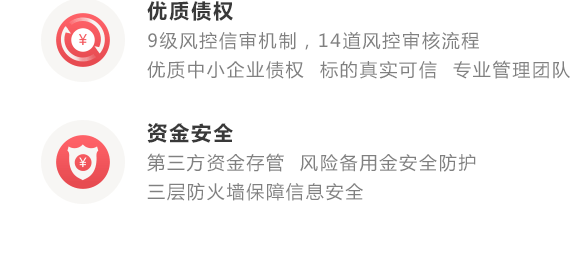 优质债权
9级风控信审机制，14道风控审核流程
优质中小企业债权 标的真实可信 专业管理团队
¥
资金安全
第三方资金存管 风险备用金安全防护
三层防火墙保障信息安全
¥